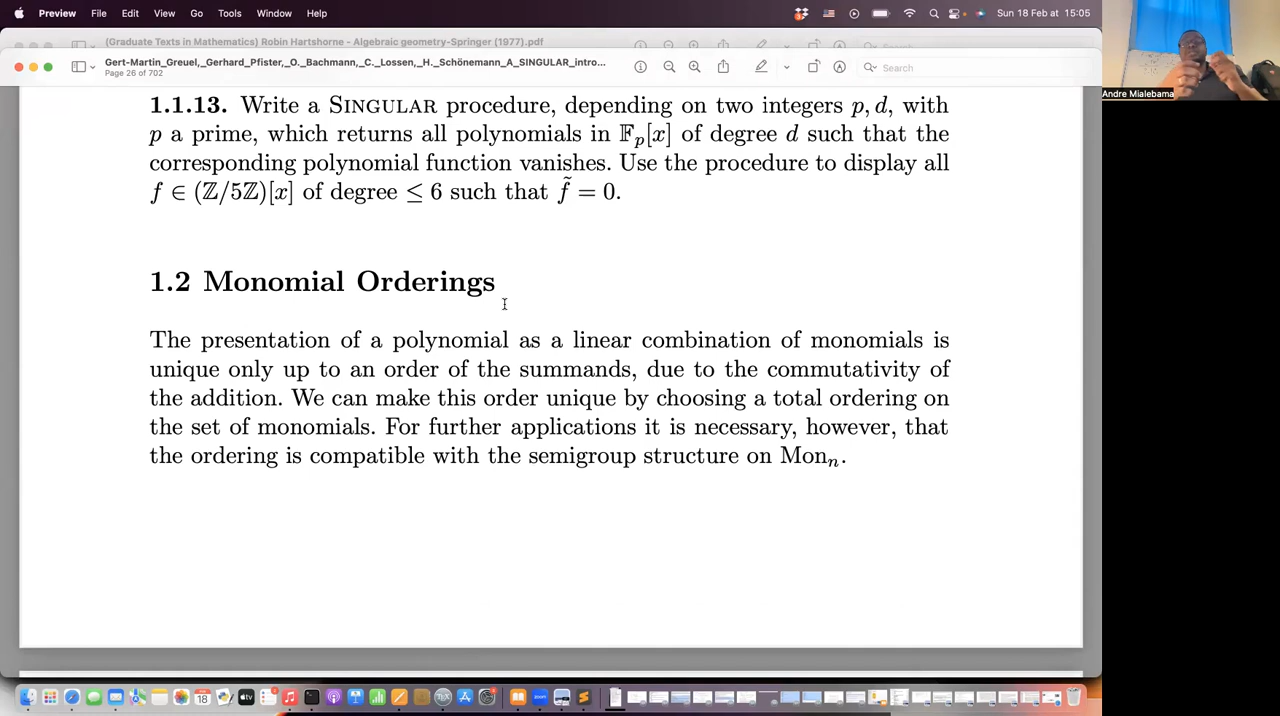 Preview File Edit View Go Tools Window Help Sun 18 Feb at 15:05
(Graduate Texts in Mathematics) Robin Hartshorne - Algebraic geometry-Springer (1977).pdf
Gert-Martin_Greuel,_Gerhard_Pfister,_O._Bachmann,_C._Lossen,_H._Schönemann_A_SINGULAR_intro...
Page 26 of 702
Search
Andre Mialebama
1.1.13. Write a SINGULAR procedure, depending on two integers p, d, with
p a prime, which returns all polynomials in 𝔽ₚ[x] of degree d such that the
corresponding polynomial function vanishes. Use the procedure to display all
f ∈ (ℤ/5ℤ)[x] of degree ≤ 6 such that f̃ = 0.
1.2 Monomial Orderings
The presentation of a polynomial as a linear combination of monomials is
unique only up to an order of the summands, due to the commutativity of
the addition. We can make this order unique by choosing a total ordering on
the set of monomials. For further applications it is necessary, however, that
the ordering is compatible with the semigroup structure on Monₙ.